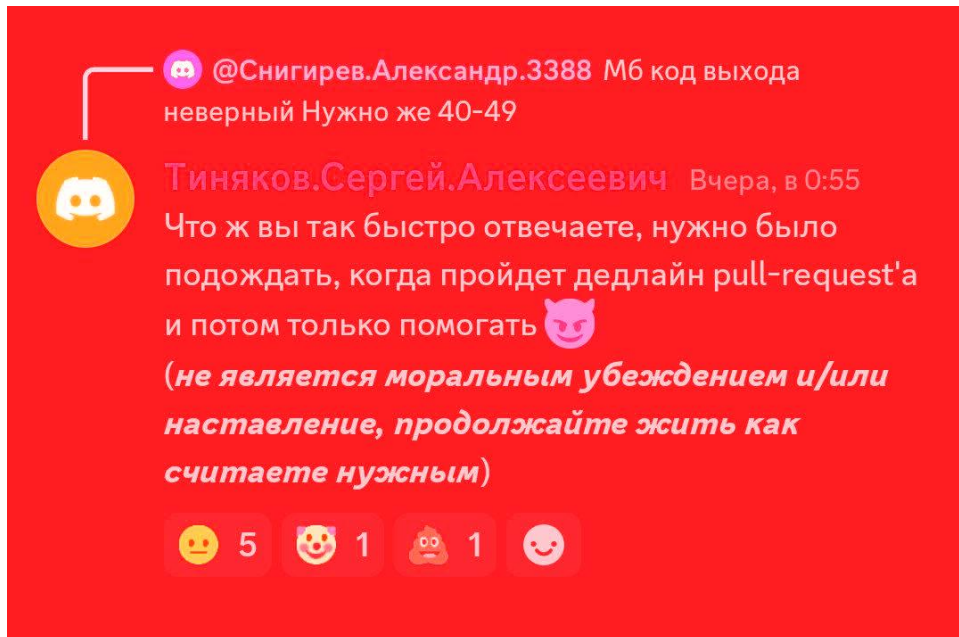 @Снигирев.Александр.3388 Мб код выхода
неверный Нужно же 40-49
Тиняков.Сергей.Алексеевич Вчера, в 0:55
Что ж вы так быстро отвечаете, нужно было
подождать, когда пройдет дедлайн pull-request'а
и потом только помогать 😈
(не является моральным убеждением и/или
наставление, продолжайте жить как
считаете нужным)
5 1 1